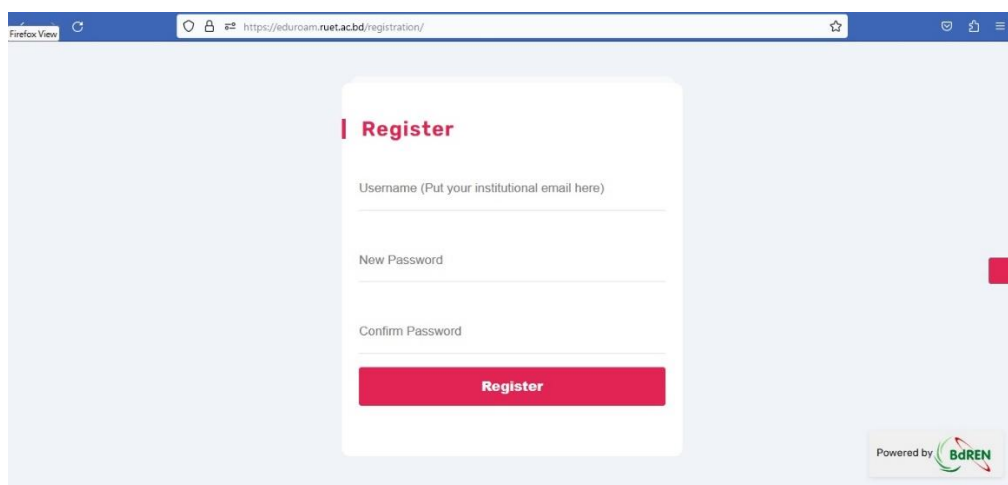 Firefox View
https://eduroam.ruet.ac.bd/registration/
Register
Username (Put your institutional email here)
New Password
Confirm Password
Register
Powered by BdREN